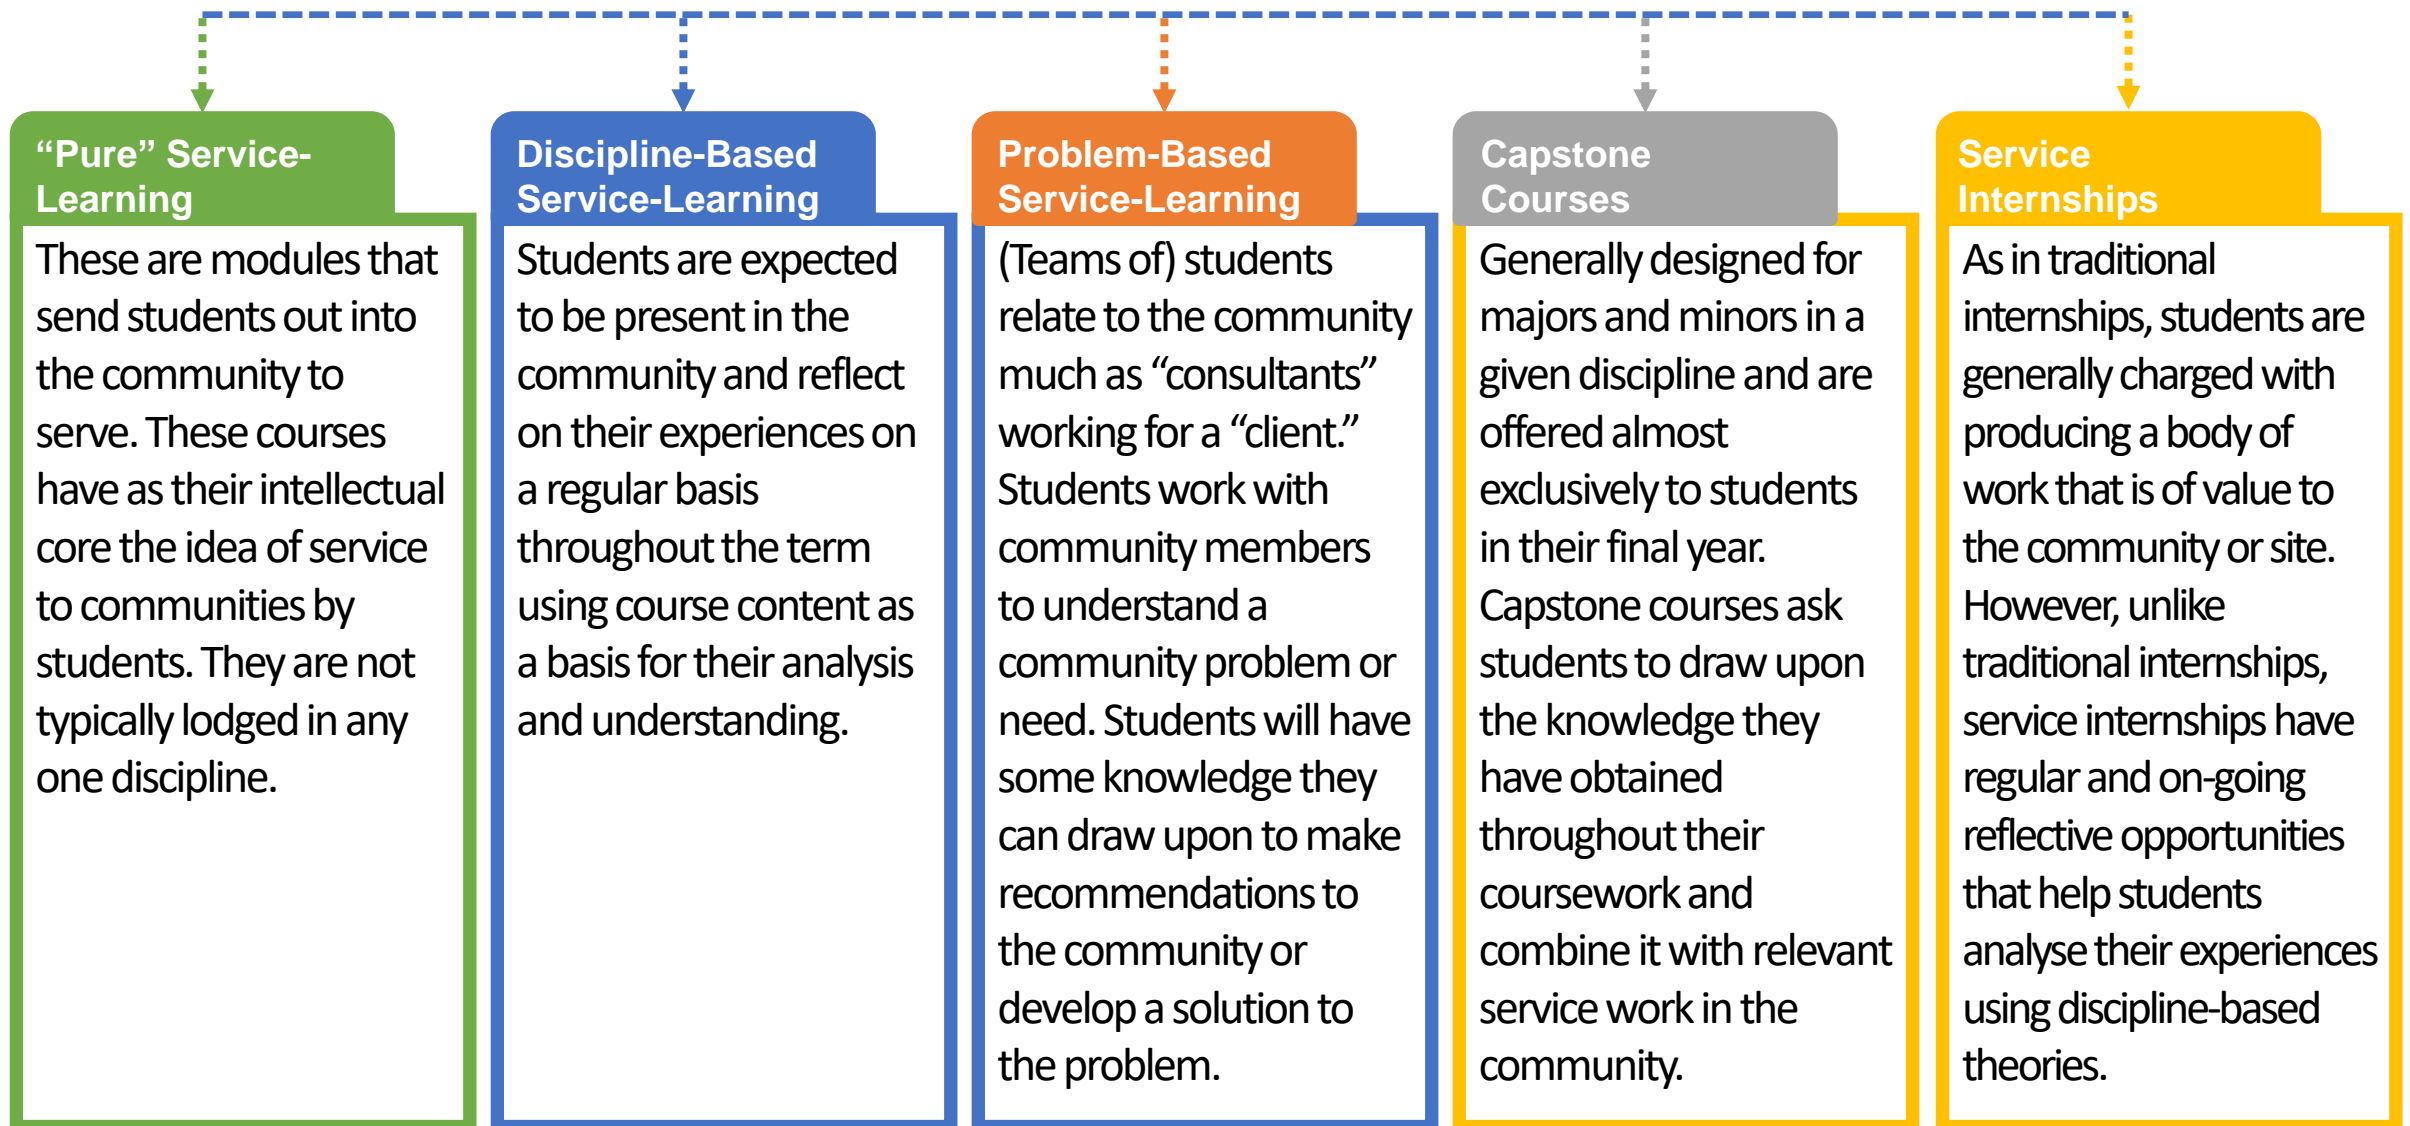 “Pure” Service-
Learning
These are modules that
send students out into
the community to
serve. These courses
have as their intellectual
core the idea of service
to communities by
students. They are not
typically lodged in any
one discipline.
Discipline-Based
Service-Learning
Students are expected
to be present in the
community and reflect
on their experiences on
a regular basis
throughout the term
using course content as
a basis for their analysis
and understanding.
Problem-Based
Service-Learning
(Teams of) students
relate to the community
much as “consultants”
working for a “client.”
Students work with
community members
to understand a
community problem or
need. Students will have
some knowledge they
can draw upon to make
recommendations to
the community or
develop a solution to
the problem.
Capstone
Courses
Generally designed for
majors and minors in a
given discipline and are
offered almost
exclusively to students
in their final year.
Capstone courses ask
students to draw upon
the knowledge they
have obtained
throughout their
coursework and
combine it with relevant
service work in the
community.
Service
Internships
As in traditional
internships, students are
generally charged with
producing a body of
work that is of value to
the community or site.
However, unlike
traditional internships,
service internships have
regular and on-going
reflective opportunities
that help students
analyse their experiences
using discipline-based
theories.